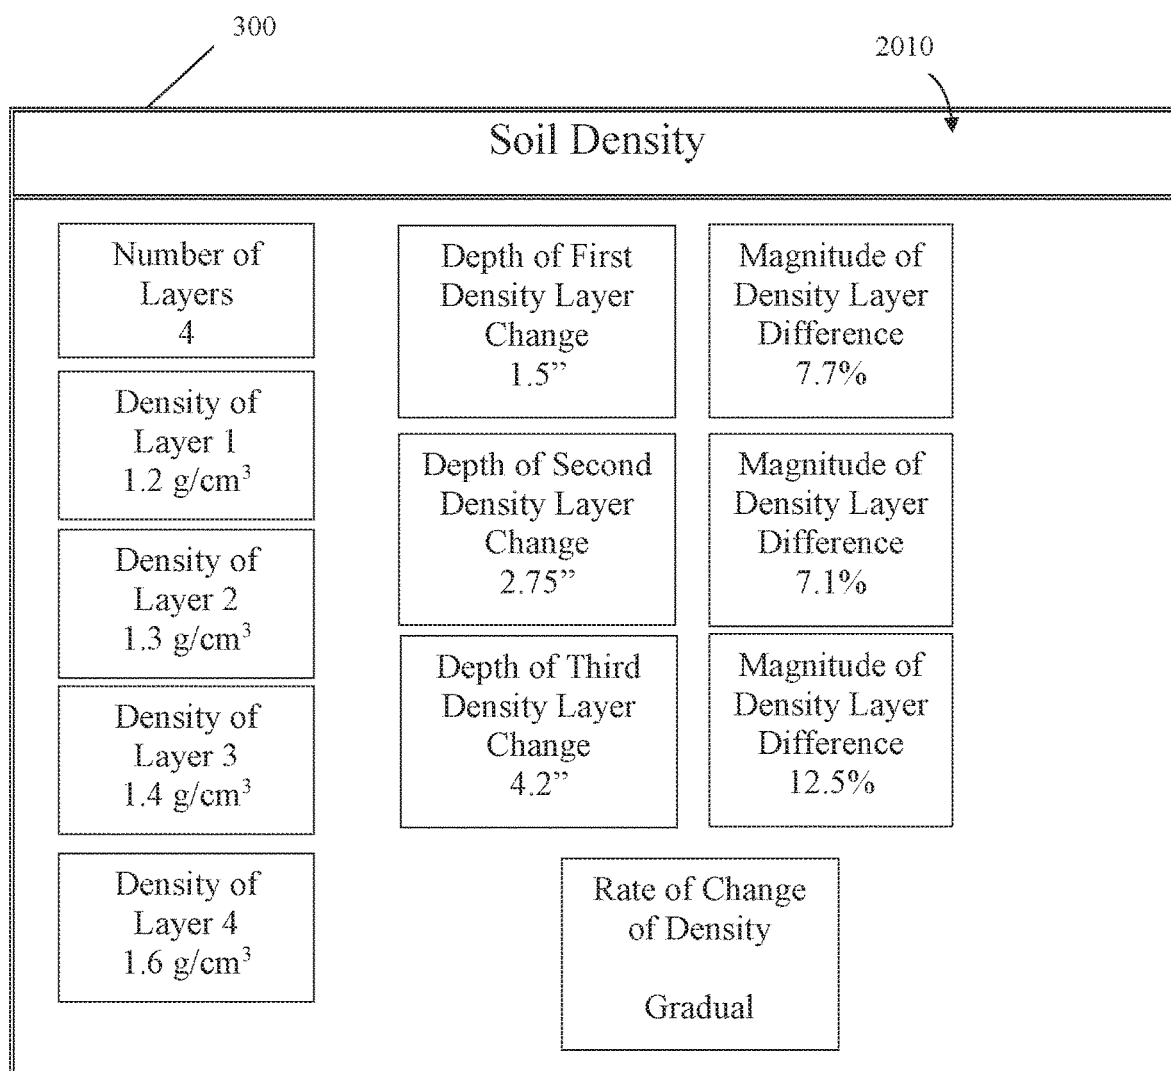 300
2010
Soil Density
Number of
Layers
4
Density of
Layer 1
1.2 g/cm³
Density of
Layer 2
1.3 g/cm³
Density of
Layer 3
1.4 g/cm³
Density of
Layer 4
1.6 g/cm³
Depth of First
Density Layer
Change
1.5”
Depth of Second
Density Layer
Change
2.75”
Depth of Third
Density Layer
Change
4.2”
Magnitude of
Density Layer
Difference
7.7%
Magnitude of
Density Layer
Difference
7.1%
Magnitude of
Density Layer
Difference
12.5%
Rate of Change
of Density
Gradual